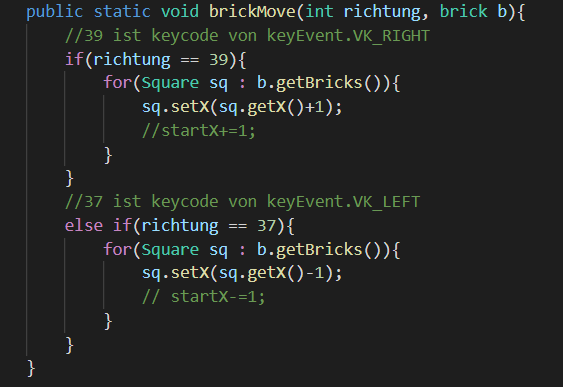 public static void brickMove(int richtung, brick b){
//39 ist keycode von keyEvent.VK_RIGHT
if(richtung == 39){
for(Square sq : b.getBricks()){
sq.setX(sq.getX()+1);
//startX+=1;
}
}
//37 ist keycode von keyEvent.VK_LEFT
else if(richtung == 37){
for(Square sq : b.getBricks()){
sq.setX(sq.getX()-1);
// startX-=1;
}
}
}